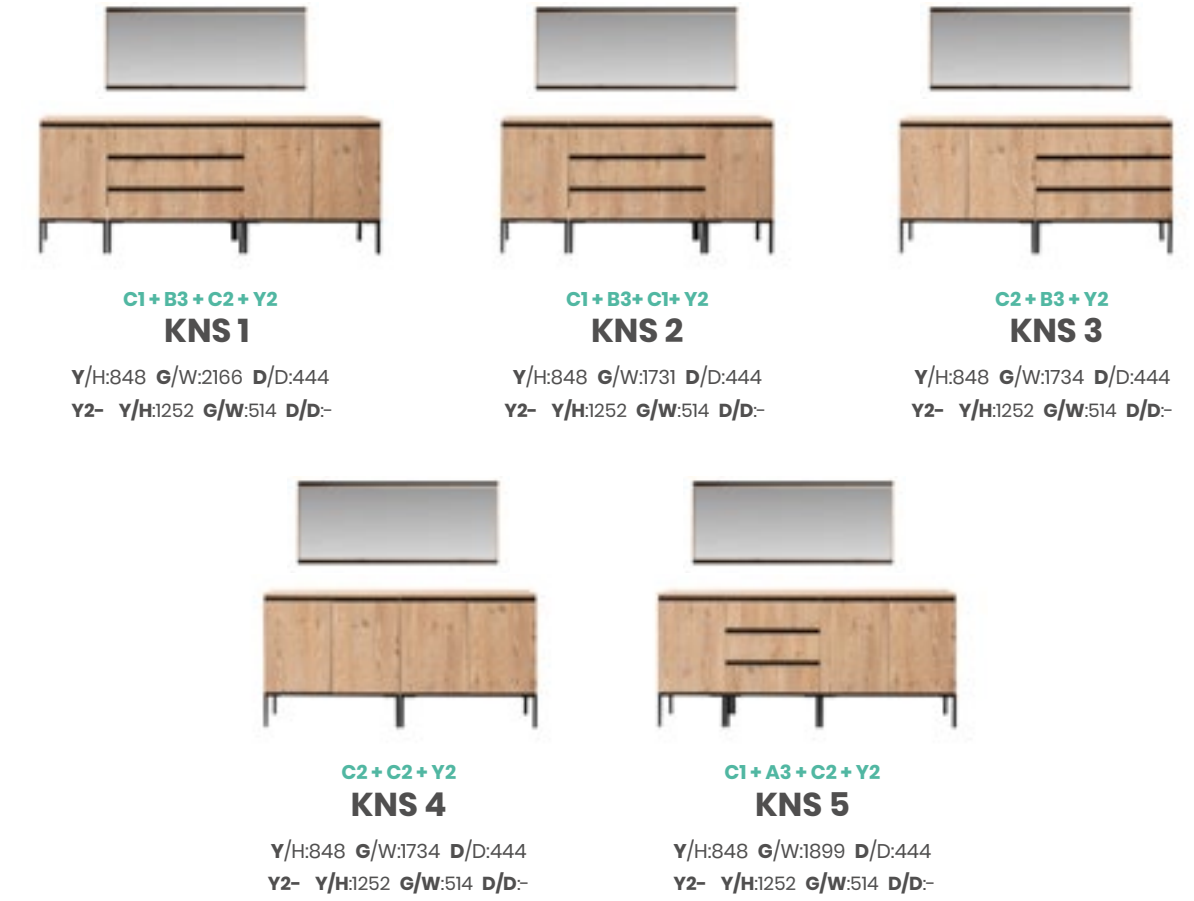 C1 + B3 + C2 + Y2
KNS 1
Y/H:848 G/W:2166 D/D:444
Y2- Y/H:1252 G/W:514 D/D:-
C1 + B3+ C1+ Y2
KNS 2
Y/H:848 G/W:1731 D/D:444
Y2- Y/H:1252 G/W:514 D/D:-
C2 + B3 + Y2
KNS 3
Y/H:848 G/W:1734 D/D:444
Y2- Y/H:1252 G/W:514 D/D:-
C2 + C2 + Y2
KNS 4
Y/H:848 G/W:1734 D/D:444
Y2- Y/H:1252 G/W:514 D/D:-
C1 + A3 + C2 + Y2
KNS 5
Y/H:848 G/W:1899 D/D:444
Y2- Y/H:1252 G/W:514 D/D:-